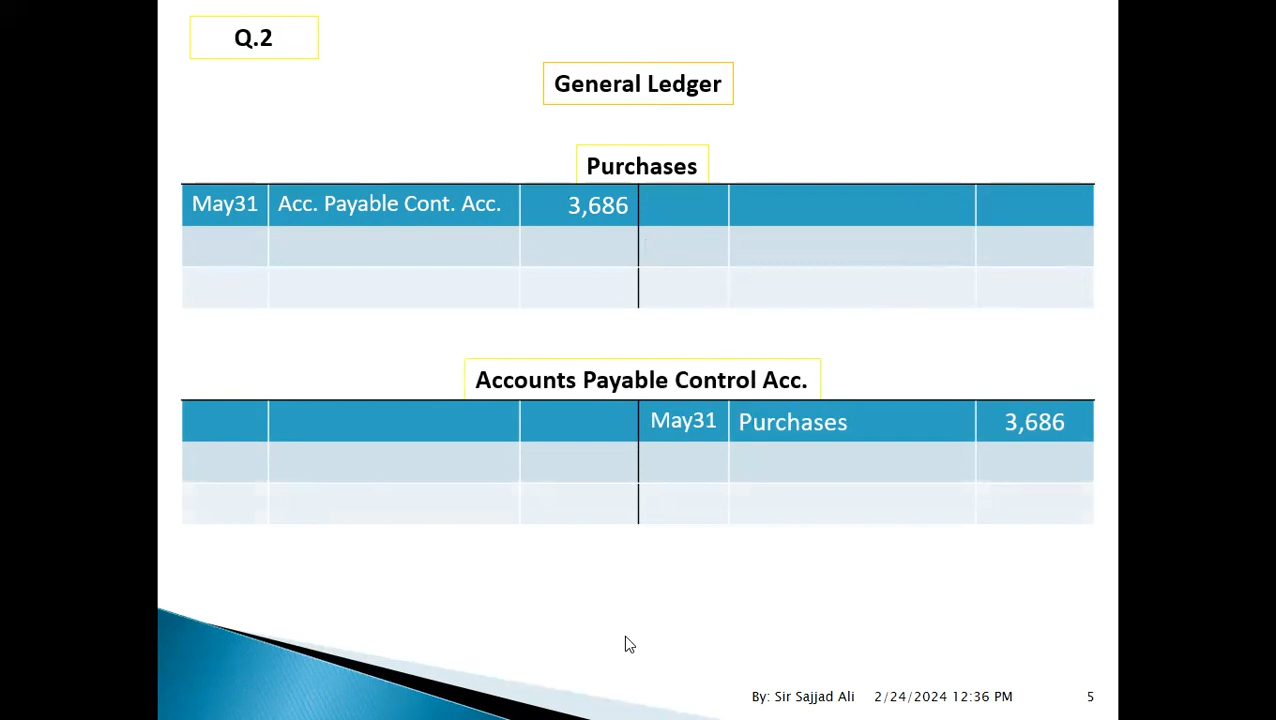 Q.2
General Ledger
Purchases
May31 Acc. Payable Cont. Acc. 3,686
Accounts Payable Control Acc.
May31 Purchases 3,686
By: Sir Sajjad Ali 2/24/2024 12:36 PM 5